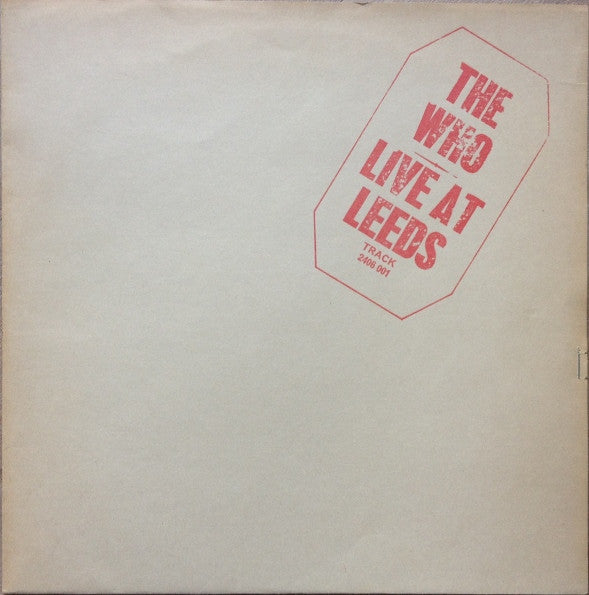 THE
WHO
LIVE AT
LEEDS
TRACK
2406 001